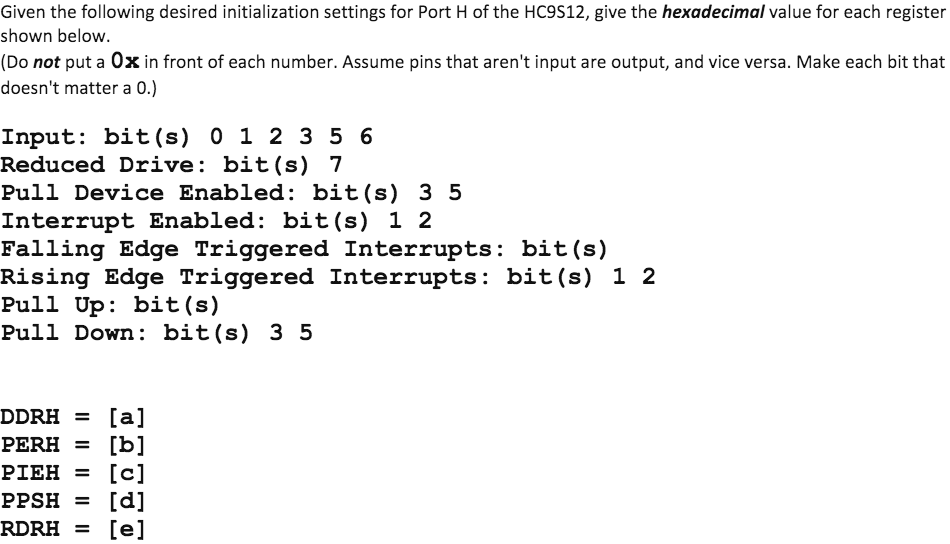 Given the following desired initialization settings for Port H of the HC9S12, give the hexadecimal value for each register
shown below.
(Do not put a 0x in front of each number. Assume pins that aren't input are output, and vice versa. Make each bit that
doesn't matter a 0.)
Input: bit(s) 0 1 2 3 5 6
Reduced Drive: bit(s) 7
Pull Device Enabled: bit(s) 3 5
Interrupt Enabled: bit(s) 1 2
Falling Edge Triggered Interrupts: bit(s)
Rising Edge Triggered Interrupts: bit(s) 1 2
Pull Up: bit(s)
Pull Down: bit(s) 3 5
DDRH = [a]
PERH = [b]
PIEH = [c]
PPSH = [d]
RDRH = [e]